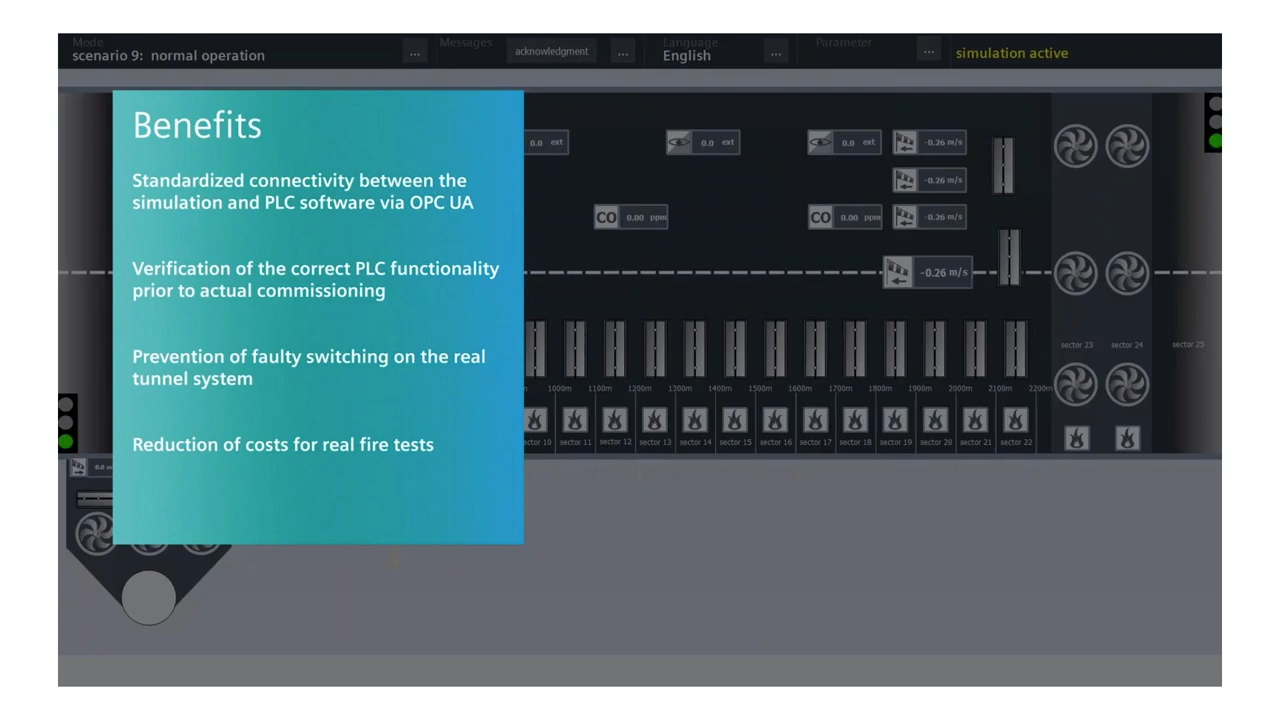 Mode
scenario 9: normal operation
...
Messages
acknowledgment
...
Language
English
...
Parameter
...
simulation active
Benefits
Standardized connectivity between the
simulation and PLC software via OPC UA
Verification of the correct PLC functionality
prior to actual commissioning
Prevention of faulty switching on the real
tunnel system
Reduction of costs for real fire tests
0.0 ext
0.0 ext
0.0 ext
-0.26 m/s
-0.26 m/s
CO 0.00 ppm
CO 0.00 ppm
-0.26 m/s
-0.26 m/s
sector 23 sector 24 sector 25
1000m 1100m 1200m 1300m 1400m 1500m 1600m 1700m 1800m 1900m 2000m 2100m 2200m
sector 10 sector 11 sector 12 sector 13 sector 14 sector 15 sector 16 sector 17 sector 18 sector 19 sector 20 sector 21 sector 22